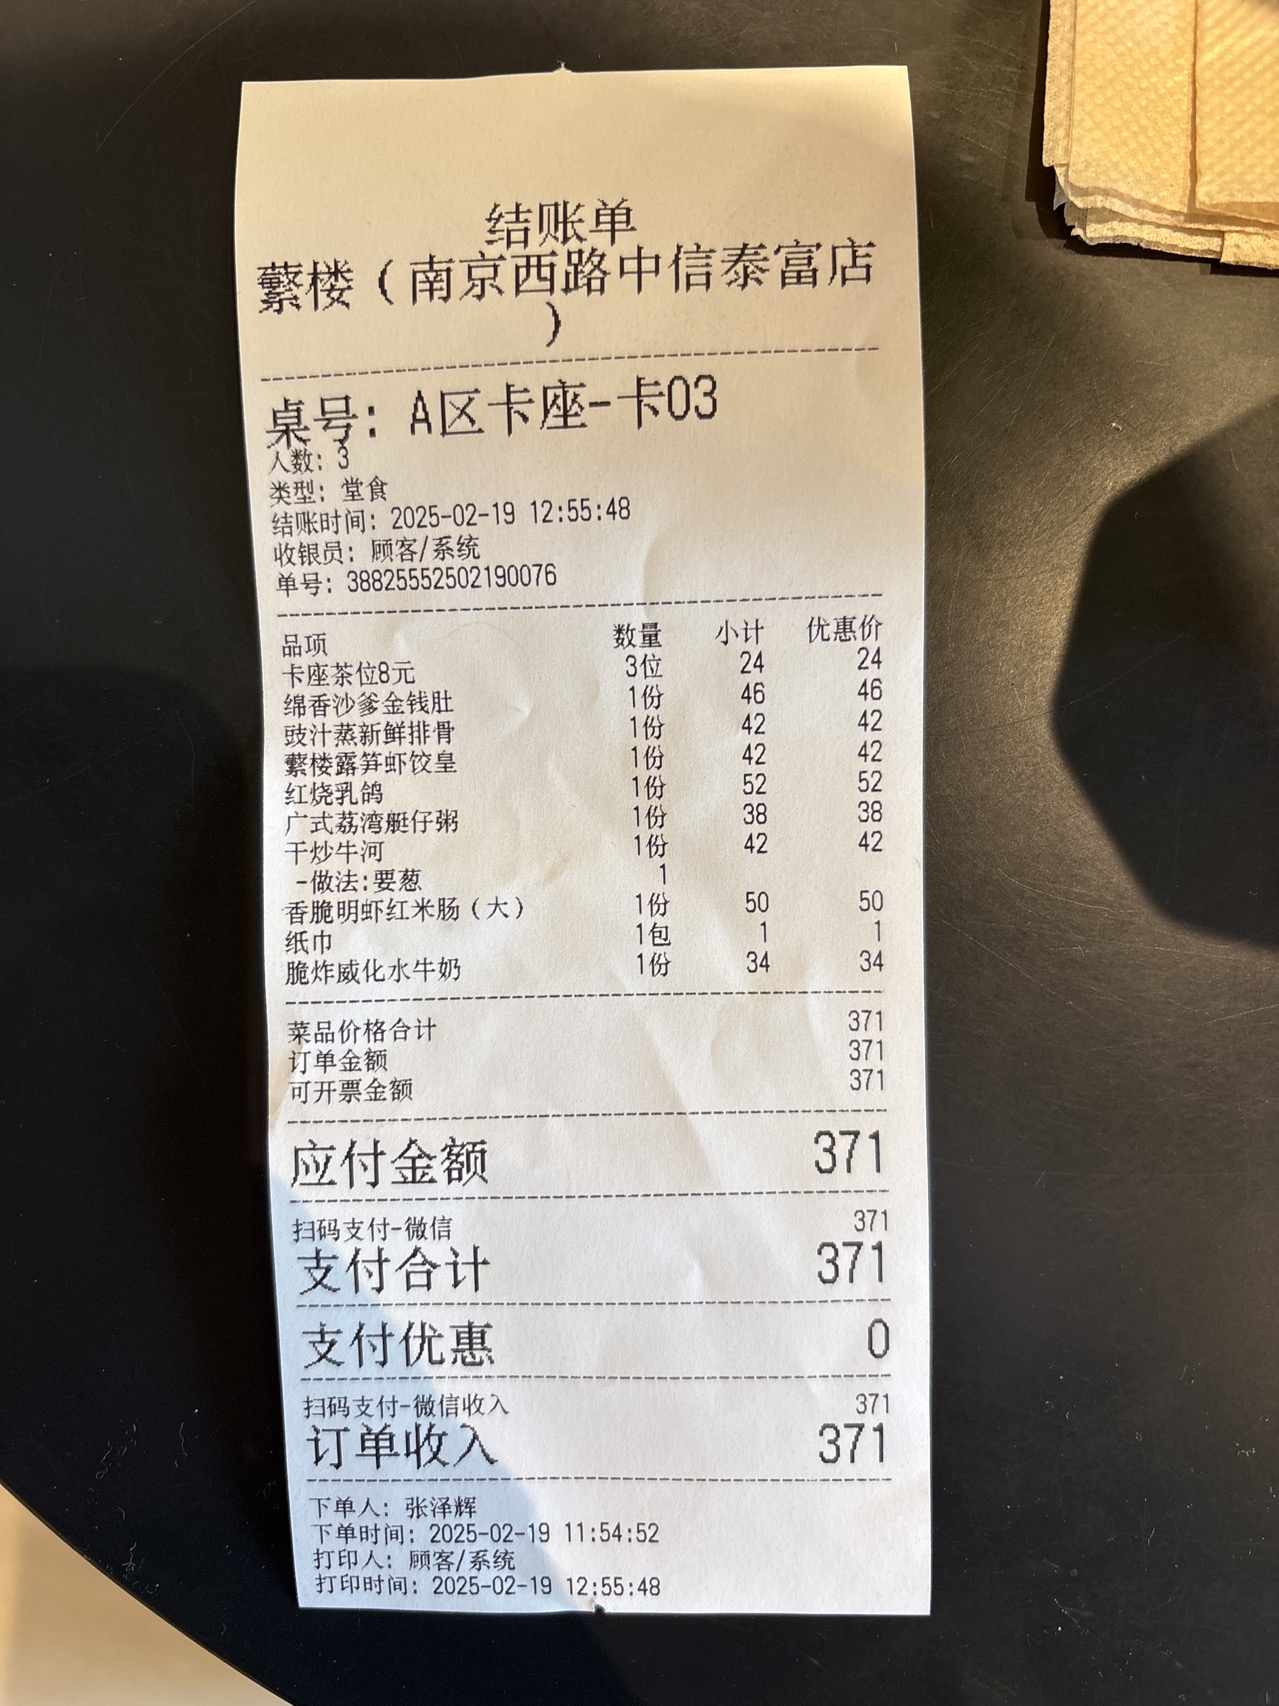 结账单
蘩楼（南京西路中信泰富店
）
桌号：A区卡座-卡03
人数：3
类型：堂食
结账时间：2025-02-19 12:55:48
收银员：顾客/系统
单号：38825552502190076
品项 数量 小计 优惠价
卡座茶位8元 3位 24 24
绵香沙爹金钱肚 1份 46 46
豉汁蒸新鲜排骨 1份 42 42
蘩楼露笋虾饺皇 1份 42 42
红烧乳鸽 1份 52 52
广式荔湾艇仔粥 1份 38 38
干炒牛河 1份 42 42
-做法:要葱 1
香脆明虾红米肠（大） 1份 50 50
纸巾 1包 1 1
脆炸威化水牛奶 1份 34 34
菜品价格合计 371
订单金额 371
可开票金额 371
应付金额 371
扫码支付-微信 371
支付合计 371
支付优惠 0
扫码支付-微信收入 371
订单收入 371
下单人：张泽辉
下单时间：2025-02-19 11:54:52
打印人：顾客/系统
打印时间：2025-02-19 12:55:48